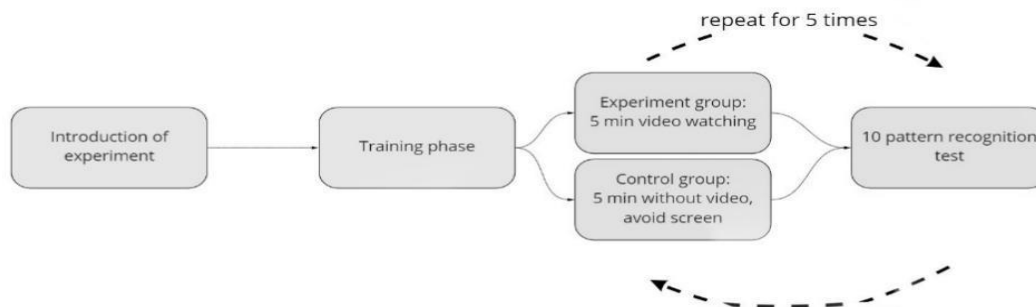 repeat for 5 times
Introduction of
experiment
Training phase
Experiment group:
5 min video watching
Control group:
5 min without video,
avoid screen
10 pattern recognition
test